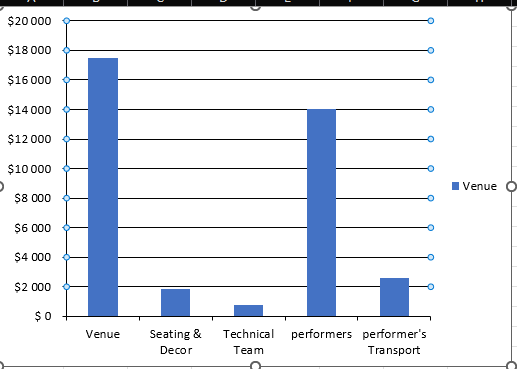 $20 000
$18 000
$16 000
$14 000
$12 000
$10 000
$8 000
$6 000
$4 000
$2 000
$ 0
Venue
Seating &
Decor
Technical
Team
performers
performer's
Transport
Venue